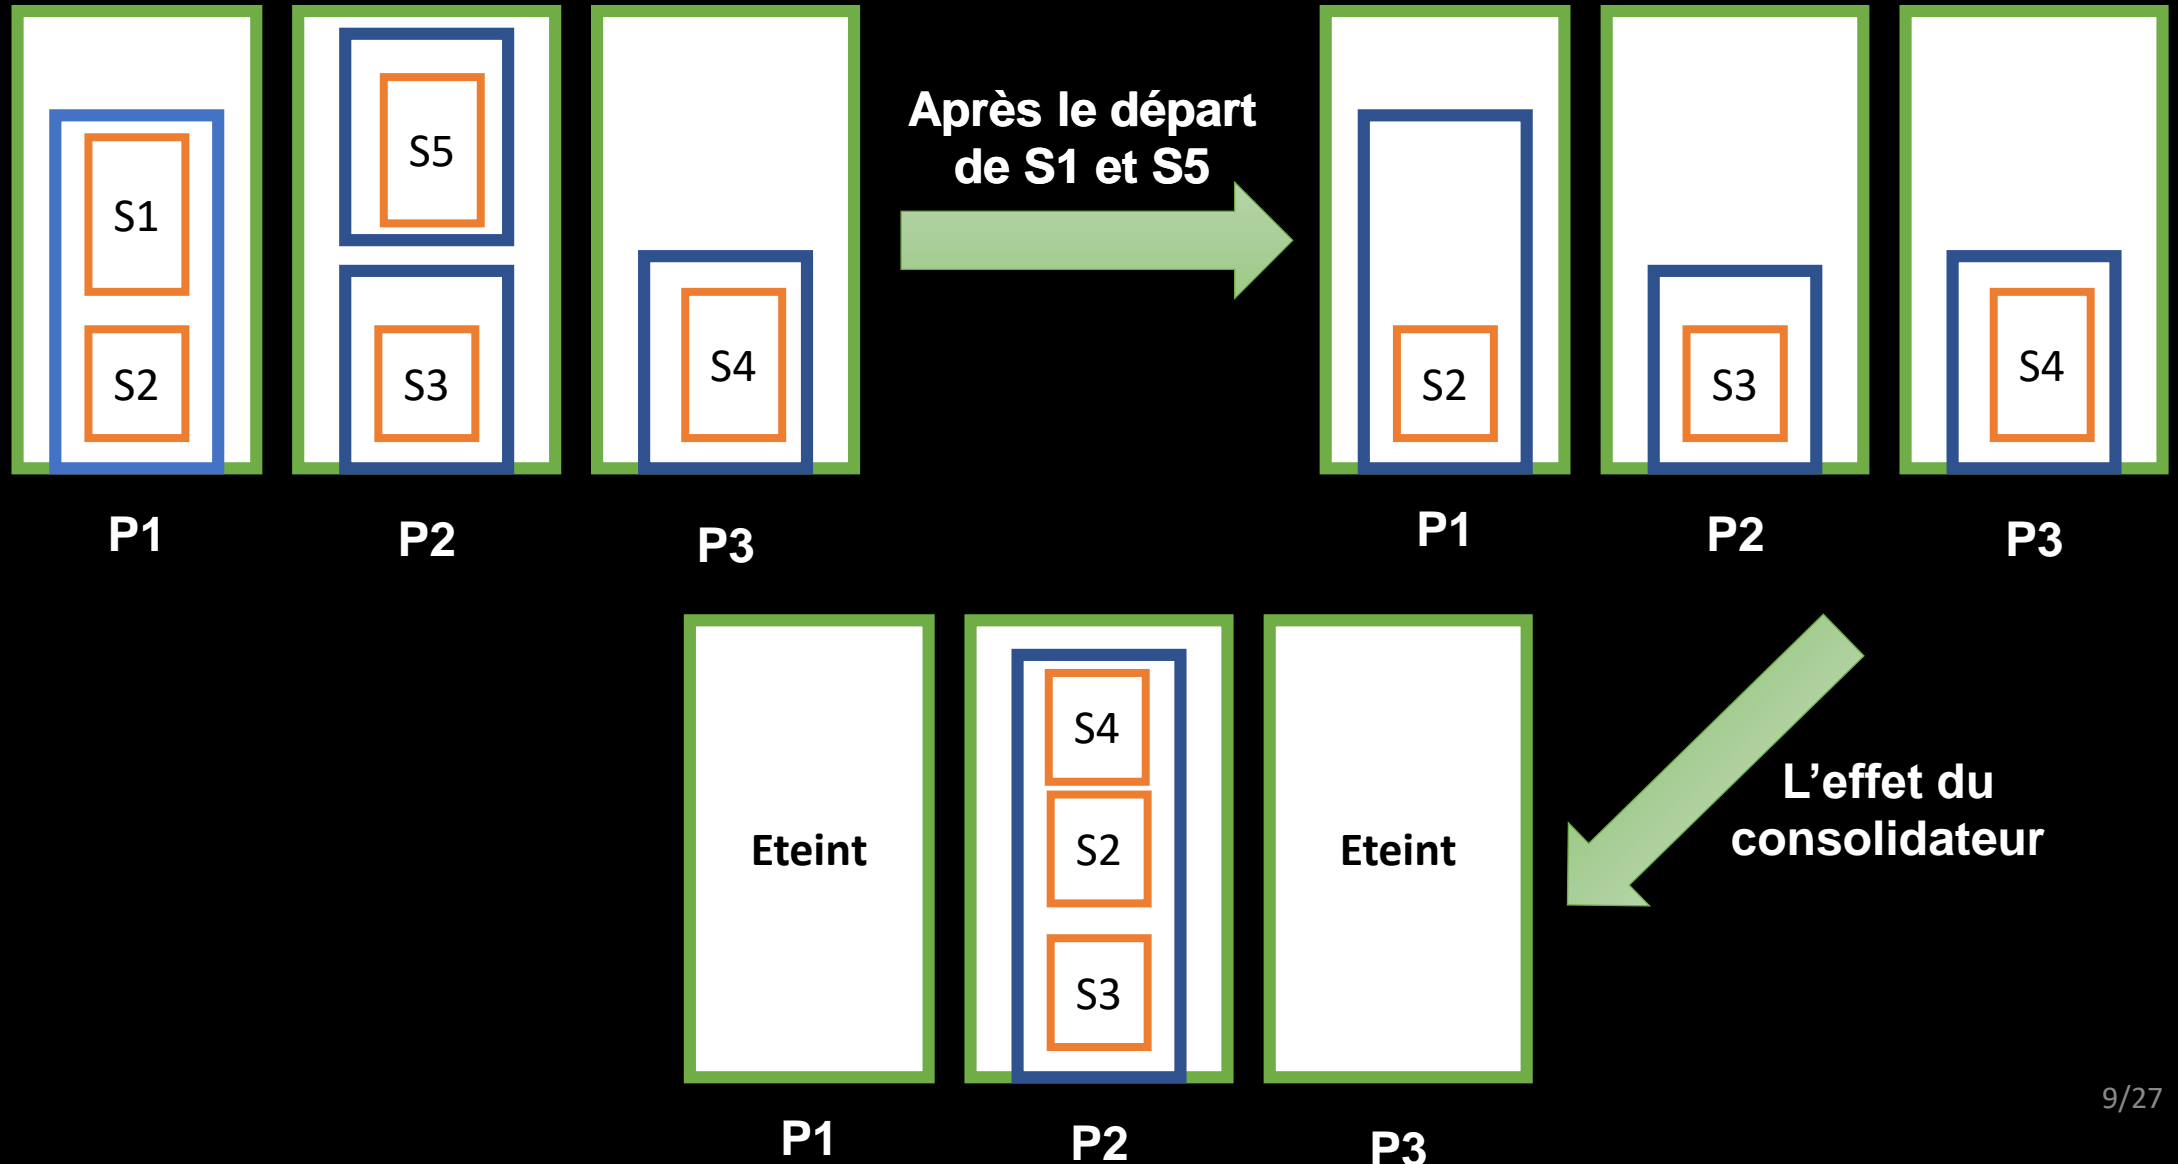 S1
S2
P1
S5
S3
P2
S4
P3
Après le départ
de S1 et S5
S2
P1
S3
P2
S4
P3
L’effet du
consolidateur
Eteint
P1
S4
S2
S3
P2
Eteint
P3
9/27